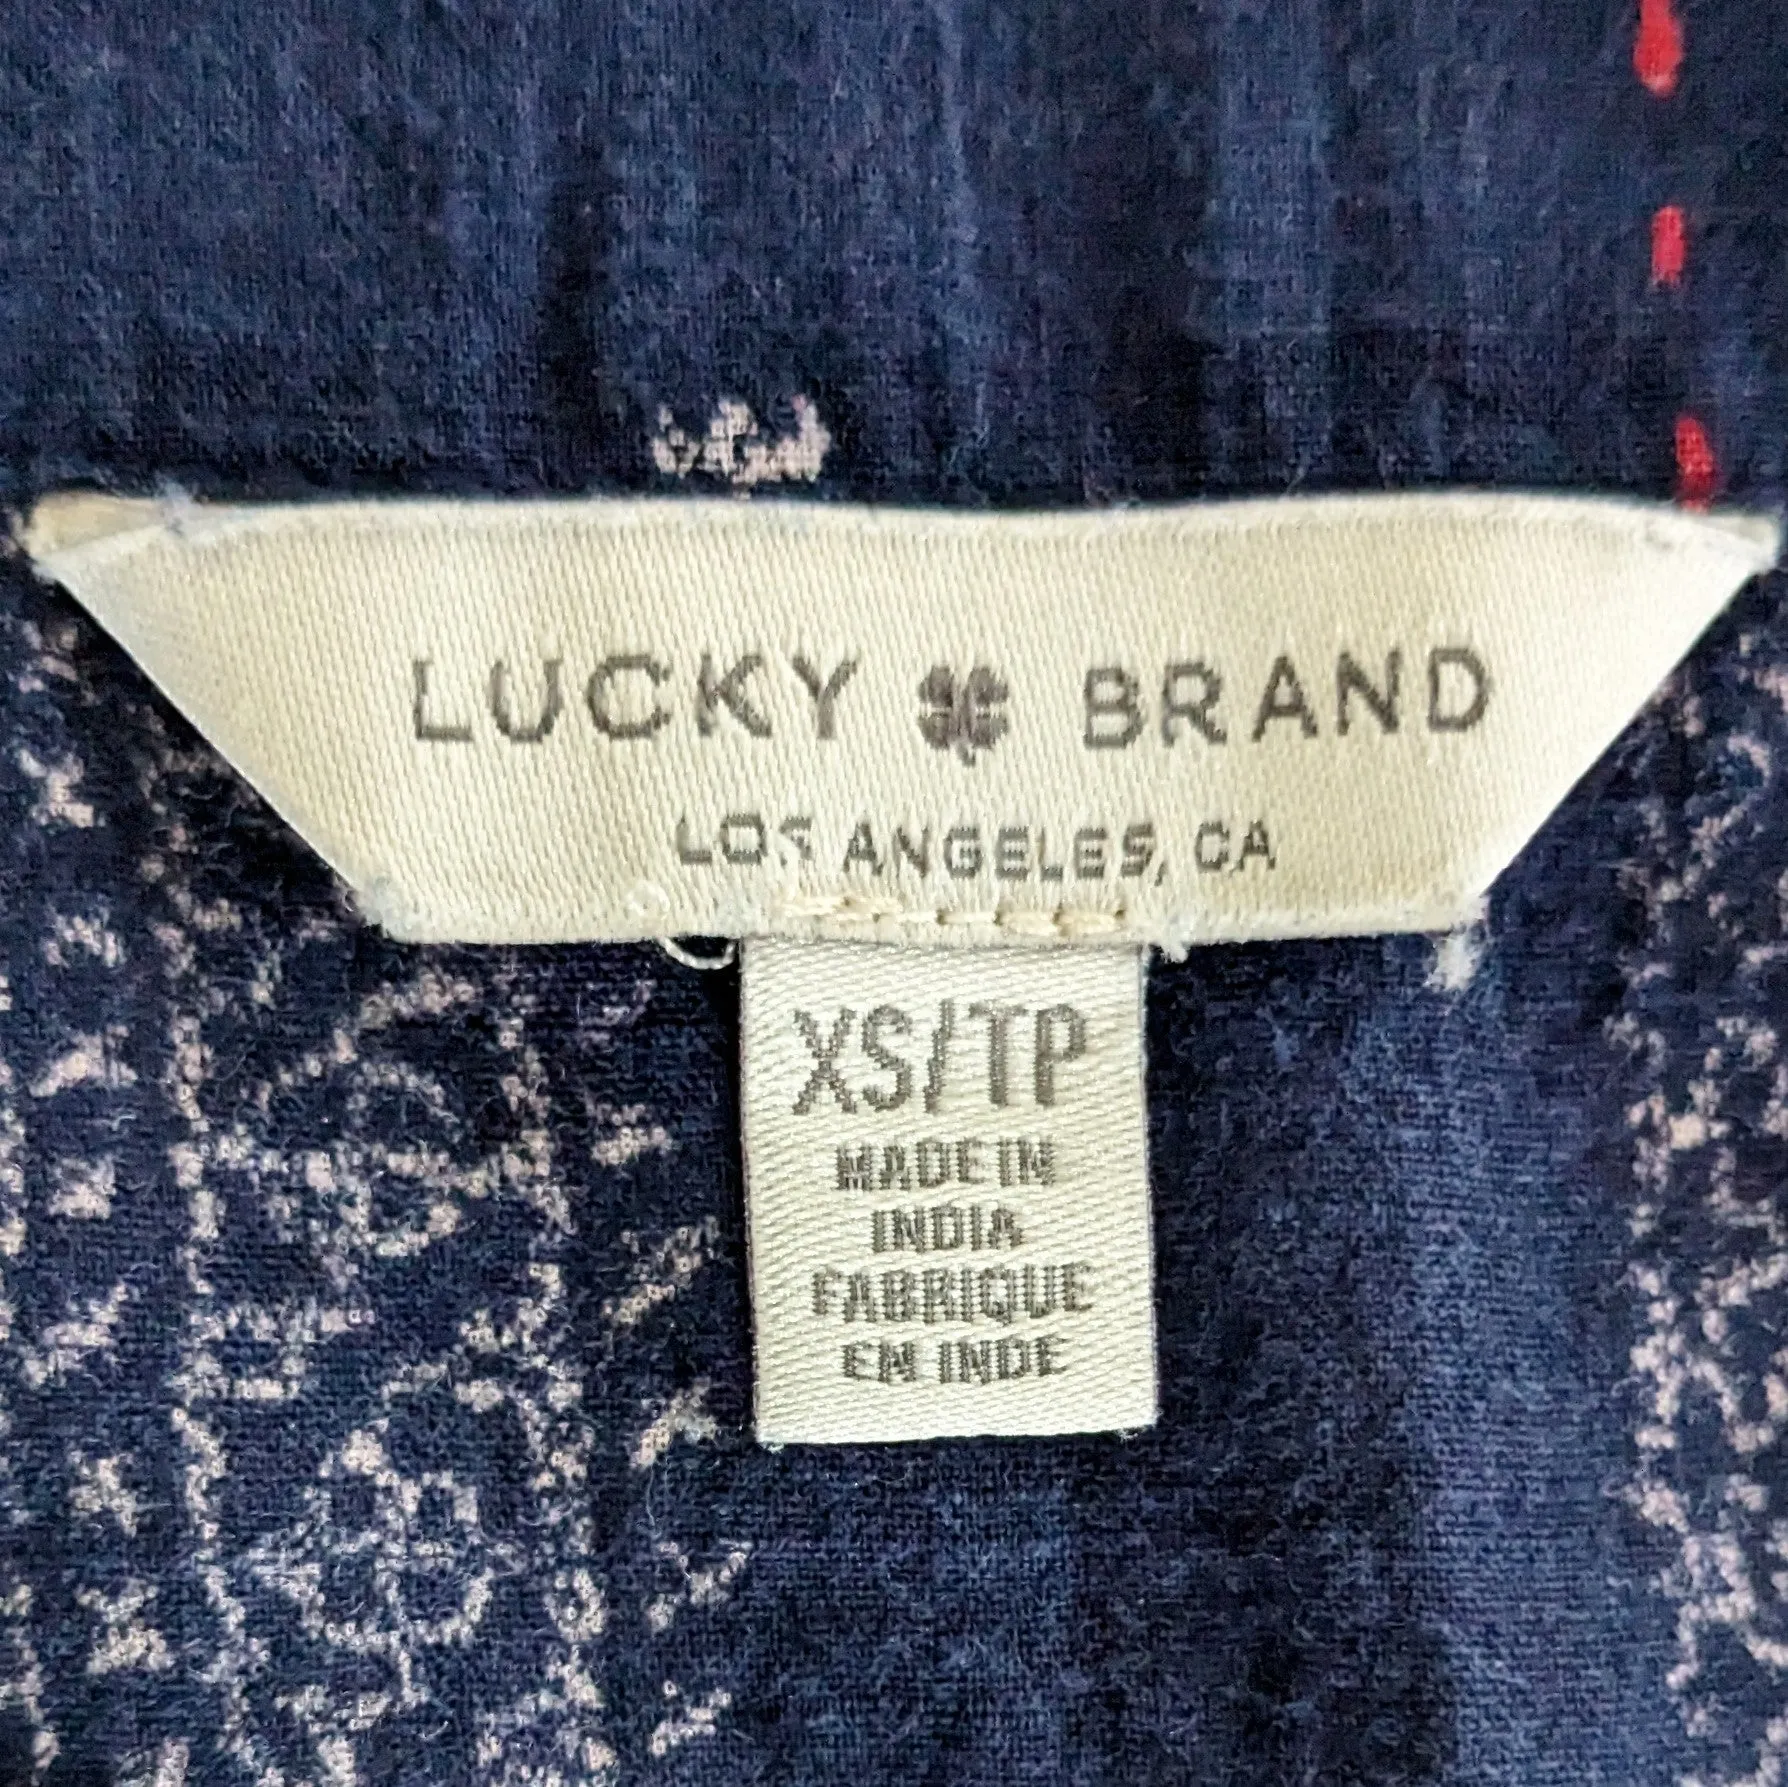 LUCKY BRAND
LOS ANGELES, CA
XS/TP
MADE IN
INDIA
FABRIQUE
EN INDE